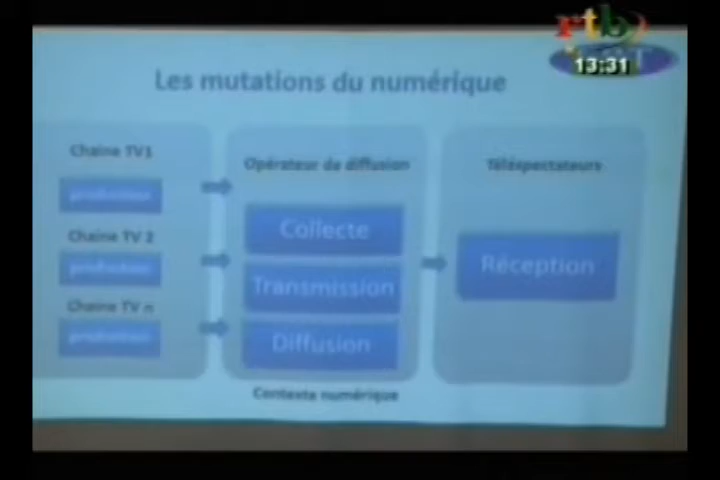 rtb
13:31
Les mutations du numérique
Chaine TV1
production
Chaine TV 2
production
Chaine TV n
production
Opérateur de diffusion
Collecte
Transmission
Diffusion
Contexte numérique
Téléspectateurs
Réception